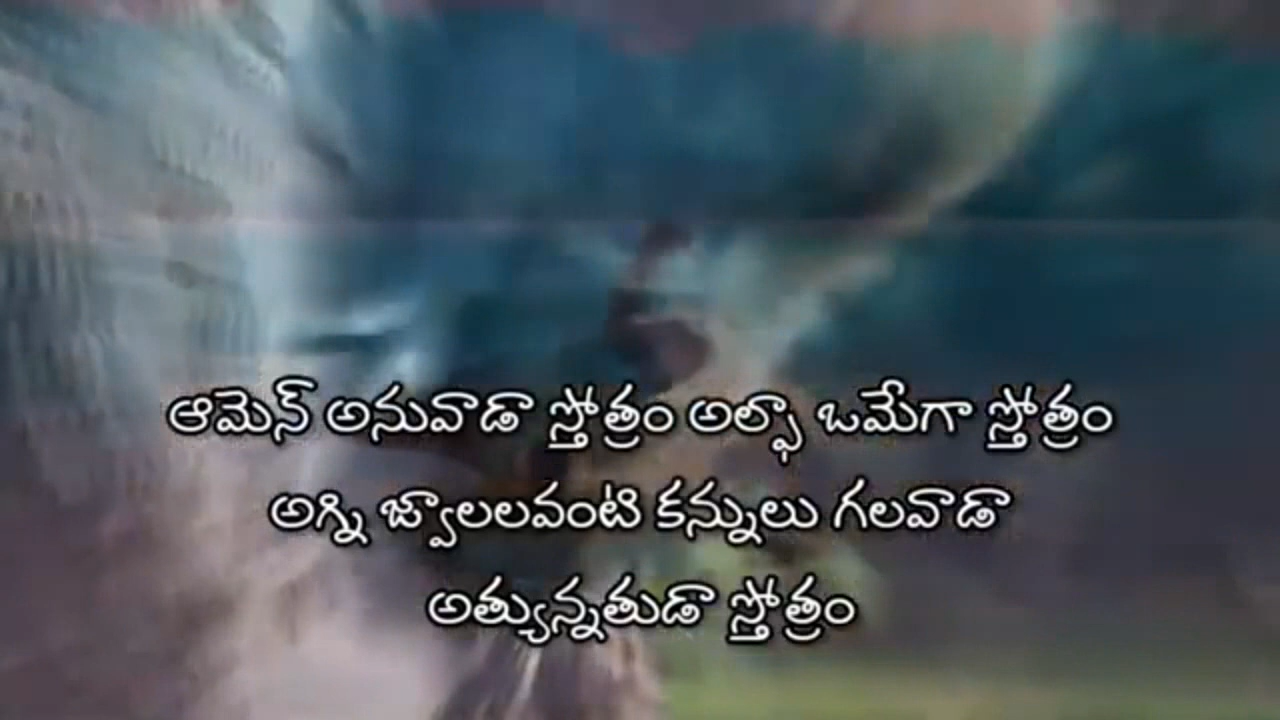 ఆమెన్ అనువాడా స్తోత్రం అల్ఫా ఒమేగా స్తోత్రం
అగ్ని జ్వాలలవంటి కన్నులు గలవాడా
అత్యున్నతుడా స్తోత్రం